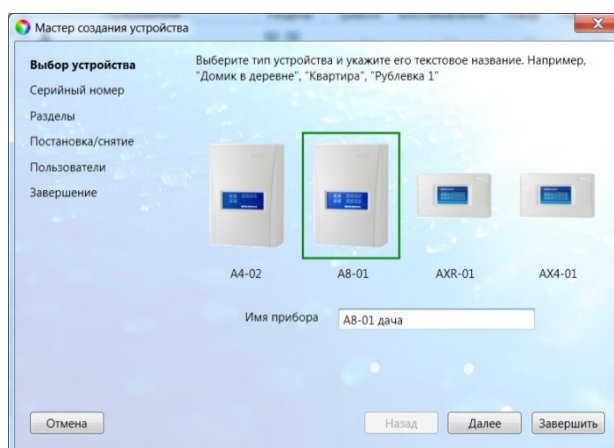 Мастер создания устройства
Выбор устройства
Серийный номер
Разделы
Постановка/снятие
Пользователи
Завершение
Выберите тип устройства и укажите его текстовое название. Например,
"Домик в деревне", "Квартира", "Рублевка 1"
A4-02
A8-01
AXR-01
AX4-01
Имя прибора
A8-01 дача
Отмена
Назад
Далее
Завершить